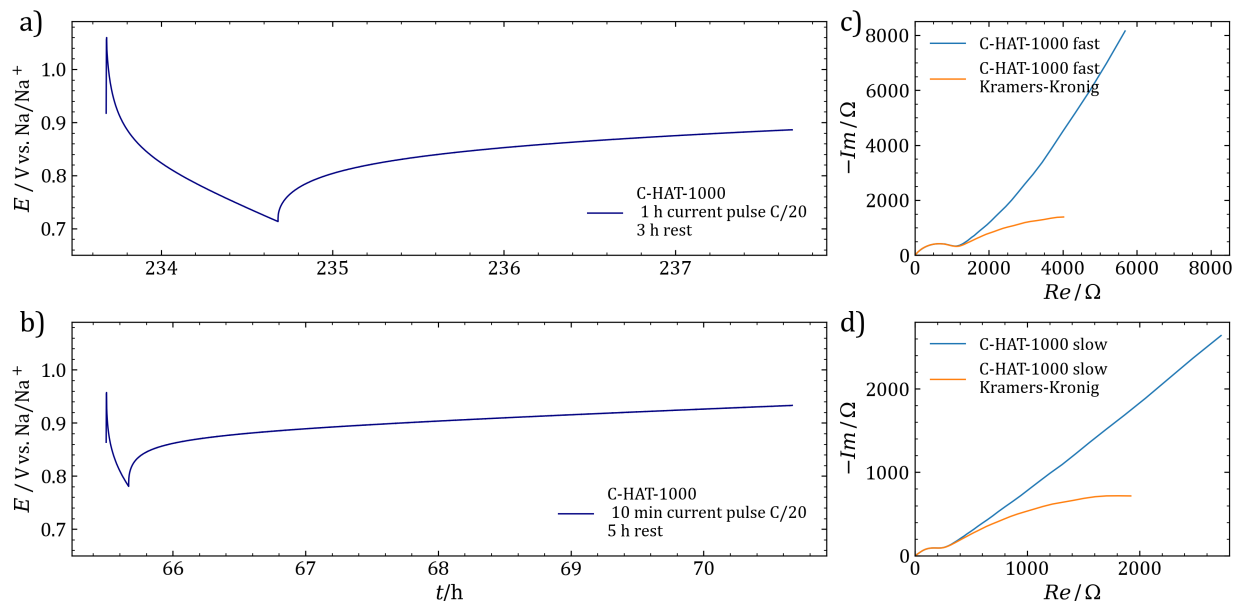 a)
1.0
0.9
0.8
0.7
E / V vs. Na/Na⁺
C-HAT-1000
1 h current pulse C/20
3 h rest
234
235
236
237
b)
1.0
0.9
0.8
0.7
E / V vs. Na/Na⁺
C-HAT-1000
10 min current pulse C/20
5 h rest
66
67
68
69
70
t/h
c)
8000
6000
4000
2000
0
−Im / Ω
C-HAT-1000 fast
C-HAT-1000 fast
Kramers-Kronig
0
2000
4000
6000
8000
Re / Ω
d)
2000
1000
0
−Im / Ω
C-HAT-1000 slow
C-HAT-1000 slow
Kramers-Kronig
0
1000
2000
Re / Ω